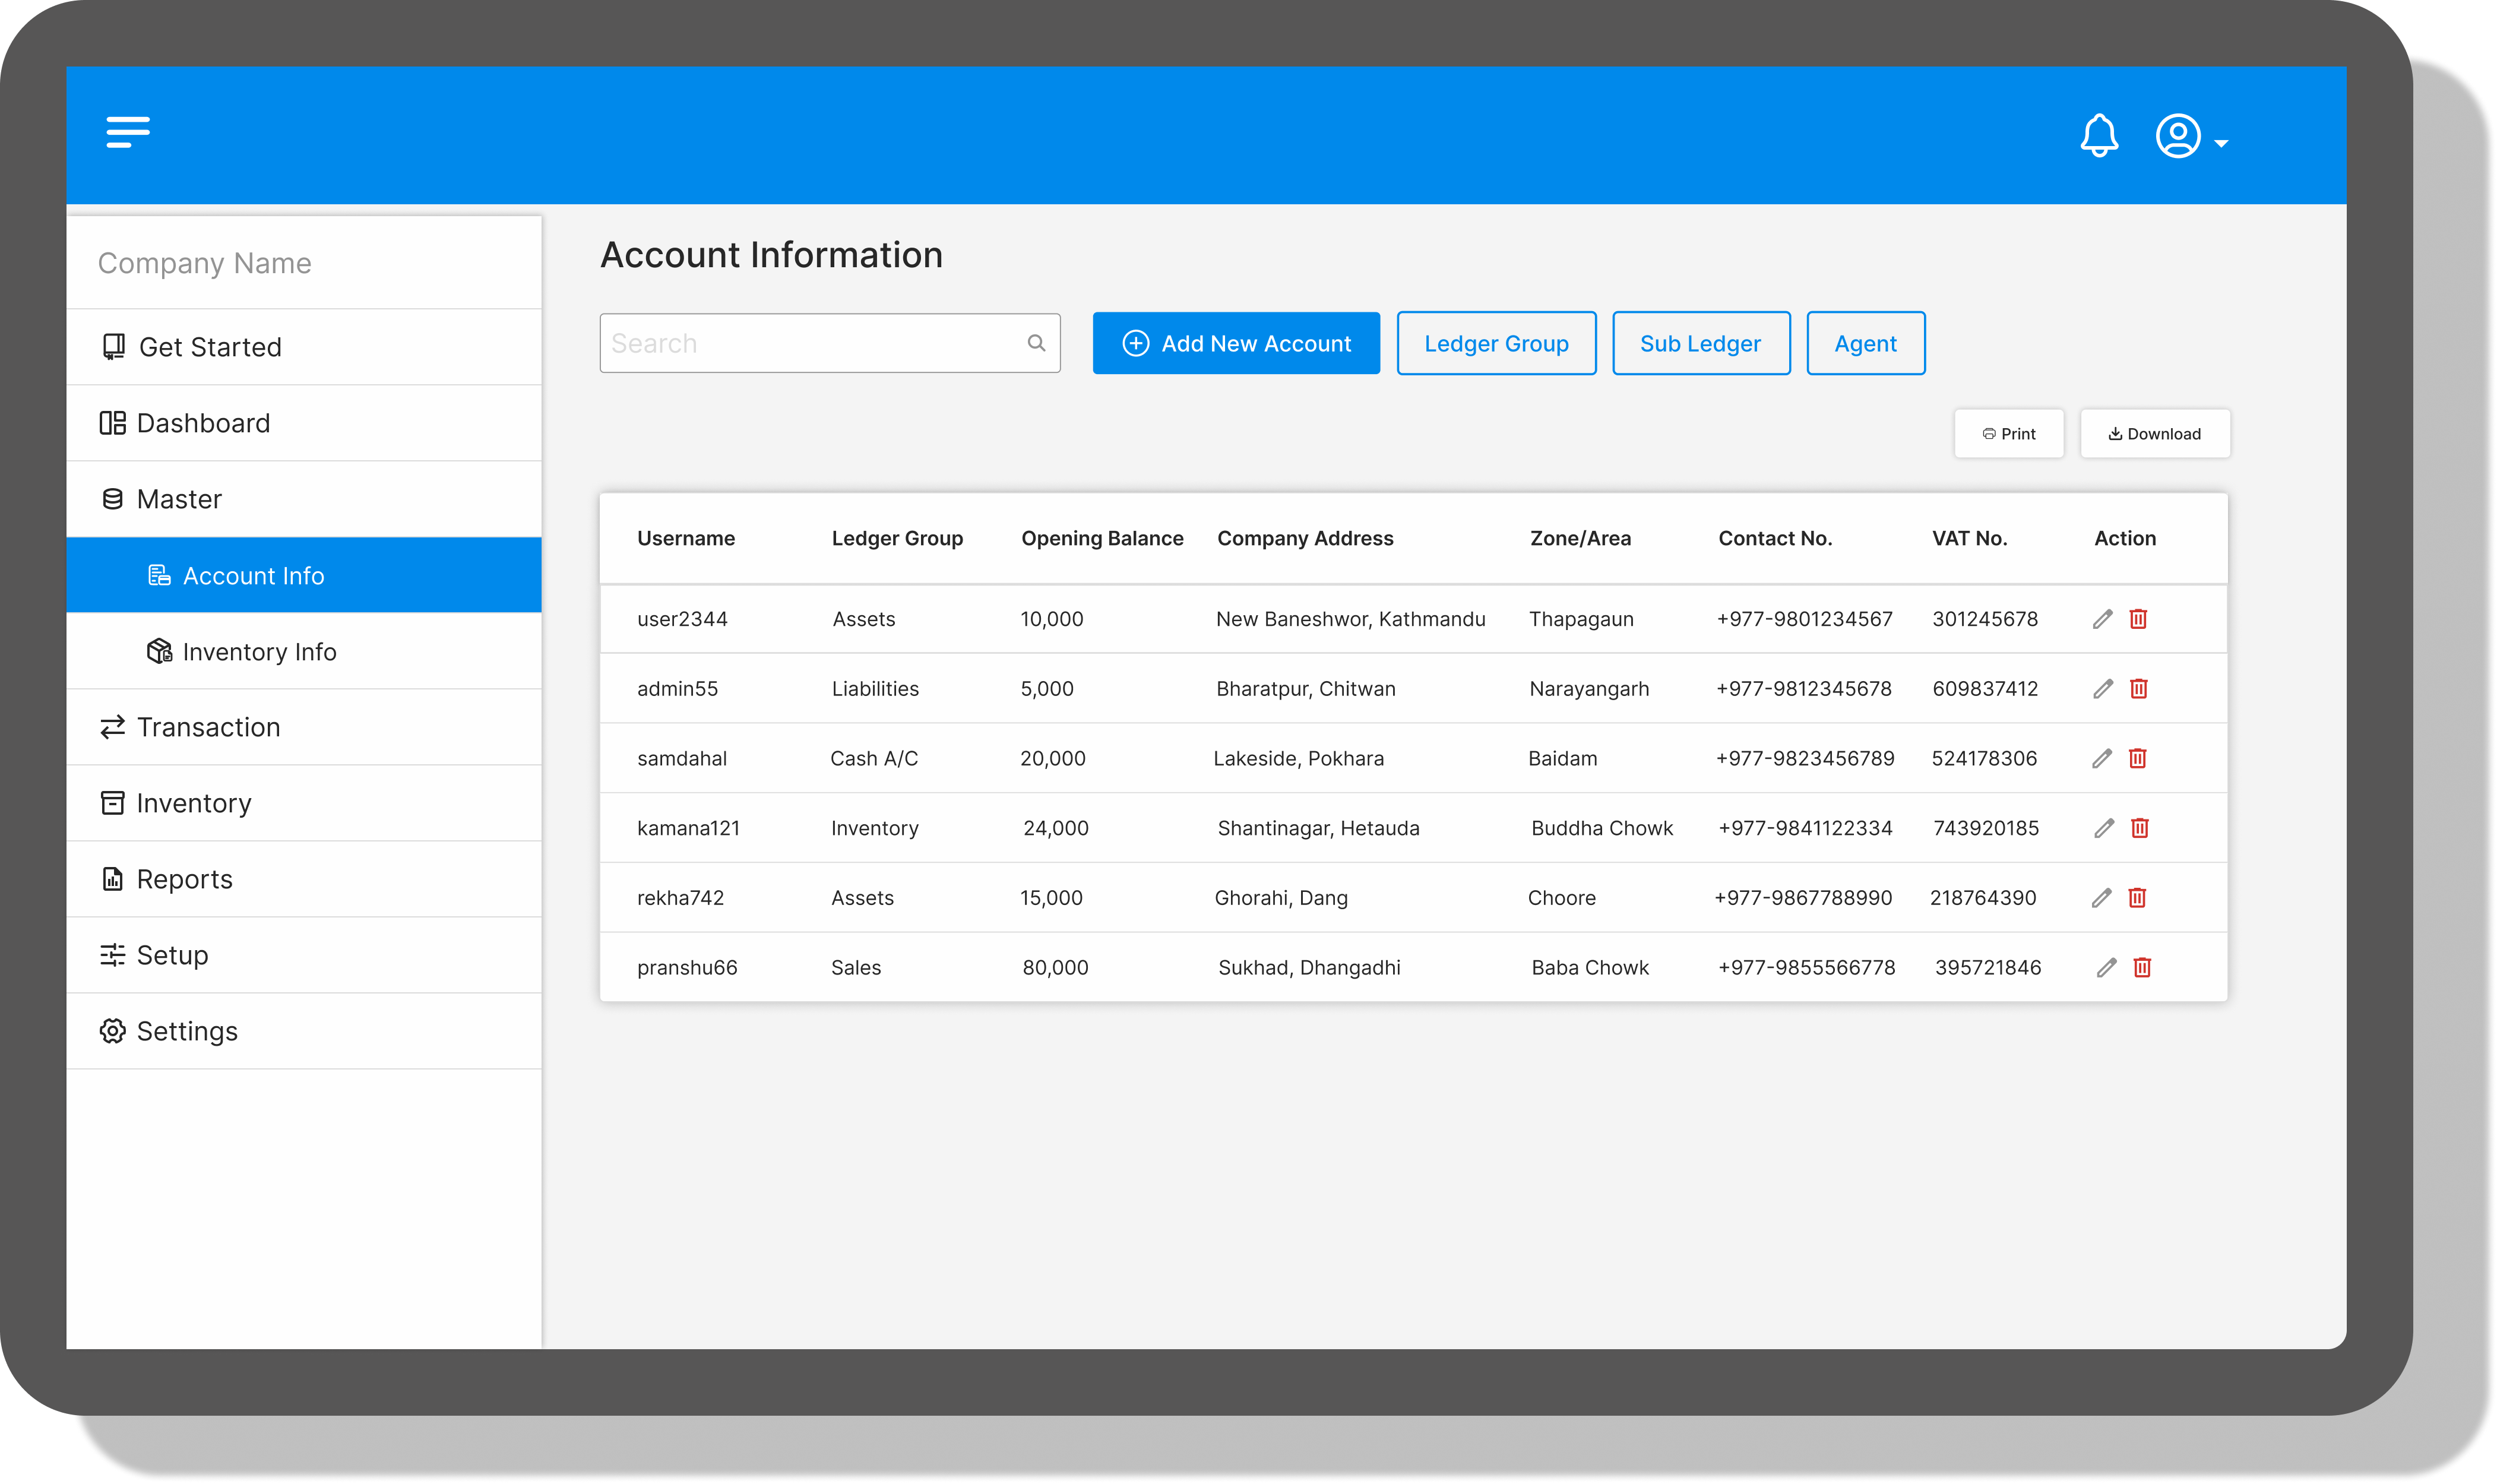 Company Name
Get Started
Dashboard
Master
Account Info
Inventory Info
Transaction
Inventory
Reports
Setup
Settings
Account Information
Search
Add New Account
Ledger Group
Sub Ledger
Agent
Print
Download
Username Ledger Group Opening Balance Company Address Zone/Area Contact No. VAT No. Action
user2344 Assets 10,000 New Baneshwor, Kathmandu Thapagaun +977-9801234567 301245678
admin55 Liabilities 5,000 Bharatpur, Chitwan Narayangarh +977-9812345678 609837412
samdahal Cash A/C 20,000 Lakeside, Pokhara Baidam +977-9823456789 524178306
kamana121 Inventory 24,000 Shantinagar, Hetauda Buddha Chowk +977-9841122334 743920185
rekha742 Assets 15,000 Ghorahi, Dang Choore +977-9867788990 218764390
pranshu66 Sales 80,000 Sukhad, Dhangadhi Baba Chowk +977-9855566778 395721846